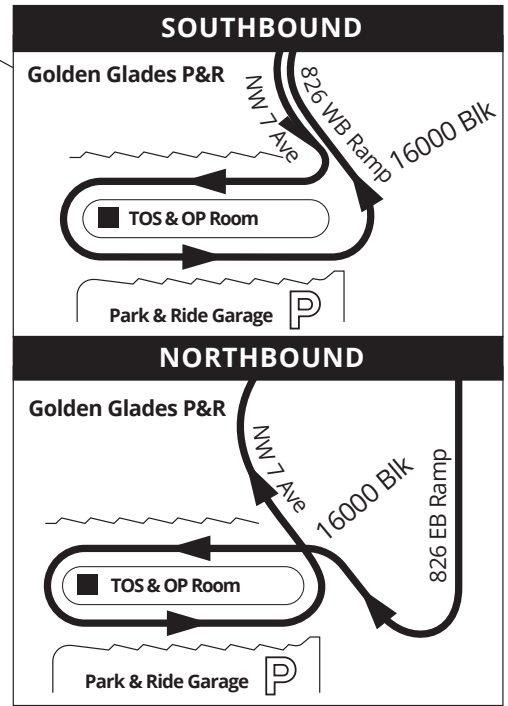 SOUTHBOUND
Golden Glades P&R
NW 7 Ave
826 WB Ramp
16000 Blk
TOS & OP Room
Park & Ride Garage P
NORTHBOUND
Golden Glades P&R
NW 7 Ave
16000 Blk
826 EB Ramp
TOS & OP Room
Park & Ride Garage P